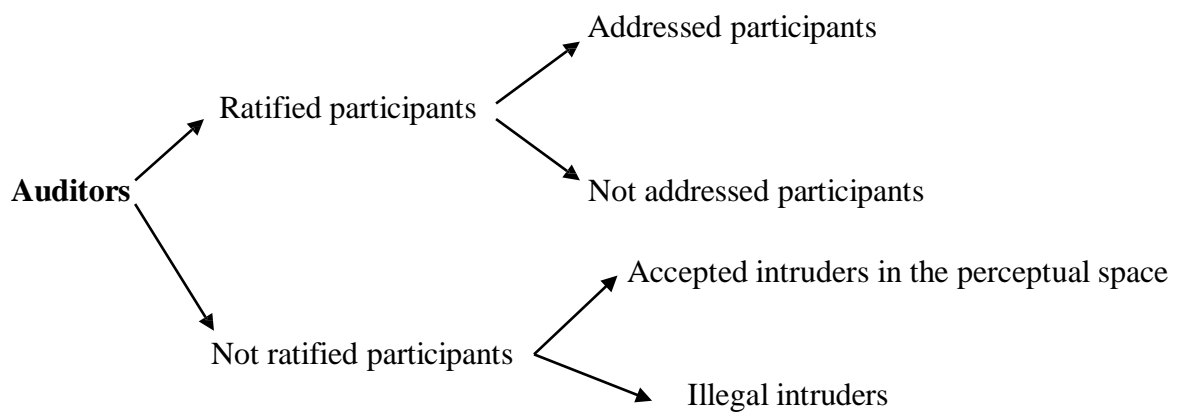 Addressed participants
Ratified participants
Auditors
Not addressed participants
Accepted intruders in the perceptual space
Not ratified participants
Illegal intruders